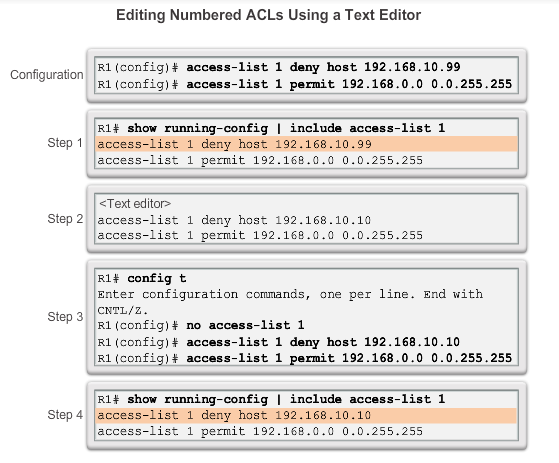 Editing Numbered ACLs Using a Text Editor
Configuration
R1(config)# access-list 1 deny host 192.168.10.99
R1(config)# access-list 1 permit 192.168.0.0 0.0.255.255
Step 1
R1# show running-config | include access-list 1
access-list 1 deny host 192.168.10.99
access-list 1 permit 192.168.0.0 0.0.255.255
Step 2
<Text editor>
access-list 1 deny host 192.168.10.10
access-list 1 permit 192.168.0.0 0.0.255.255
Step 3
R1# config t
Enter configuration commands, one per line. End with
CNTL/Z.
R1(config)# no access-list 1
R1(config)# access-list 1 deny host 192.168.10.10
R1(config)# access-list 1 permit 192.168.0.0 0.0.255.255
Step 4
R1# show running-config | include access-list 1
access-list 1 deny host 192.168.10.10
access-list 1 permit 192.168.0.0 0.0.255.255